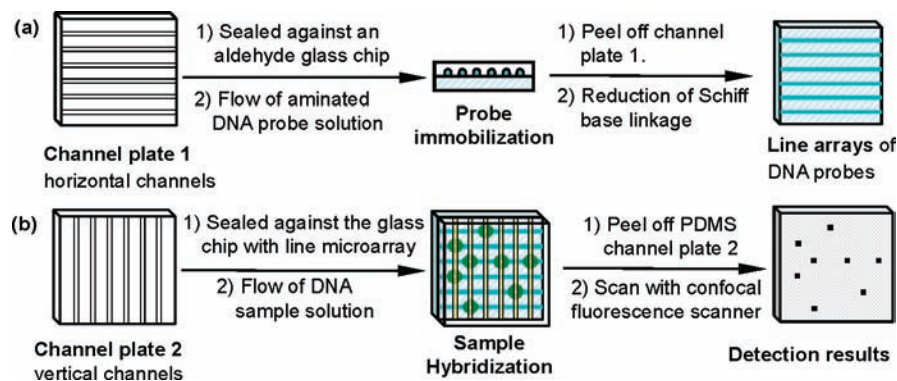 (a)
1) Sealed against an
aldehyde glass chip
2) Flow of aminated
DNA probe solution
Channel plate 1
horizontal channels
Probe
immobilization
1) Peel off channel
plate 1.
2) Reduction of Schiff
base linkage
Line arrays of
DNA probes
(b)
1) Sealed against the glass
chip with line microarray
2) Flow of DNA
sample solution
Channel plate 2
vertical channels
Sample
Hybridization
1) Peel off PDMS
channel plate 2
2) Scan with confocal
fluorescence scanner
Detection results